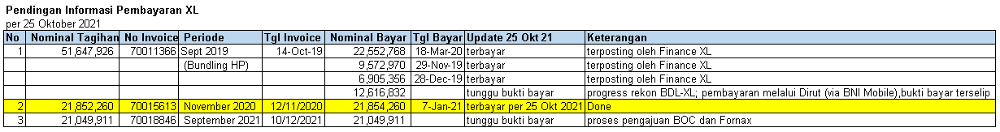 Pendingan Informasi Pembayaran XL
per 25 Oktober 2021
No Nominal Tagihan No Invoice Periode Tgl Invoice Nominal Bayar Tgl Bayar Update 25 Okt 21 Keterangan
1 51,647,926 70011366 Sept 2019 14-Oct-19 22,552,768 18-Mar-20 terbayar terposting oleh Finance XL
(Bundling HP) 9,572,970 29-Nov-19 terbayar terposting oleh Finance XL
6,905,356 28-Dec-19 terbayar terposting oleh Finance XL
12,616,832 tunggu bukti bayar progress rekon BDL-XL; pembayaran melalui Dirut (via BNI Mobile),bukti bayar terselip
2 21,852,260 70015613 November 2020 12/11/2020 21,854,260 7-Jan-21 terbayar per 25 Okt 2021 Done
3 21,049,911 70018846 September 2021 10/12/2021 21,049,911 tunggu bukti bayar proses pengajuan BOC dan Fornax